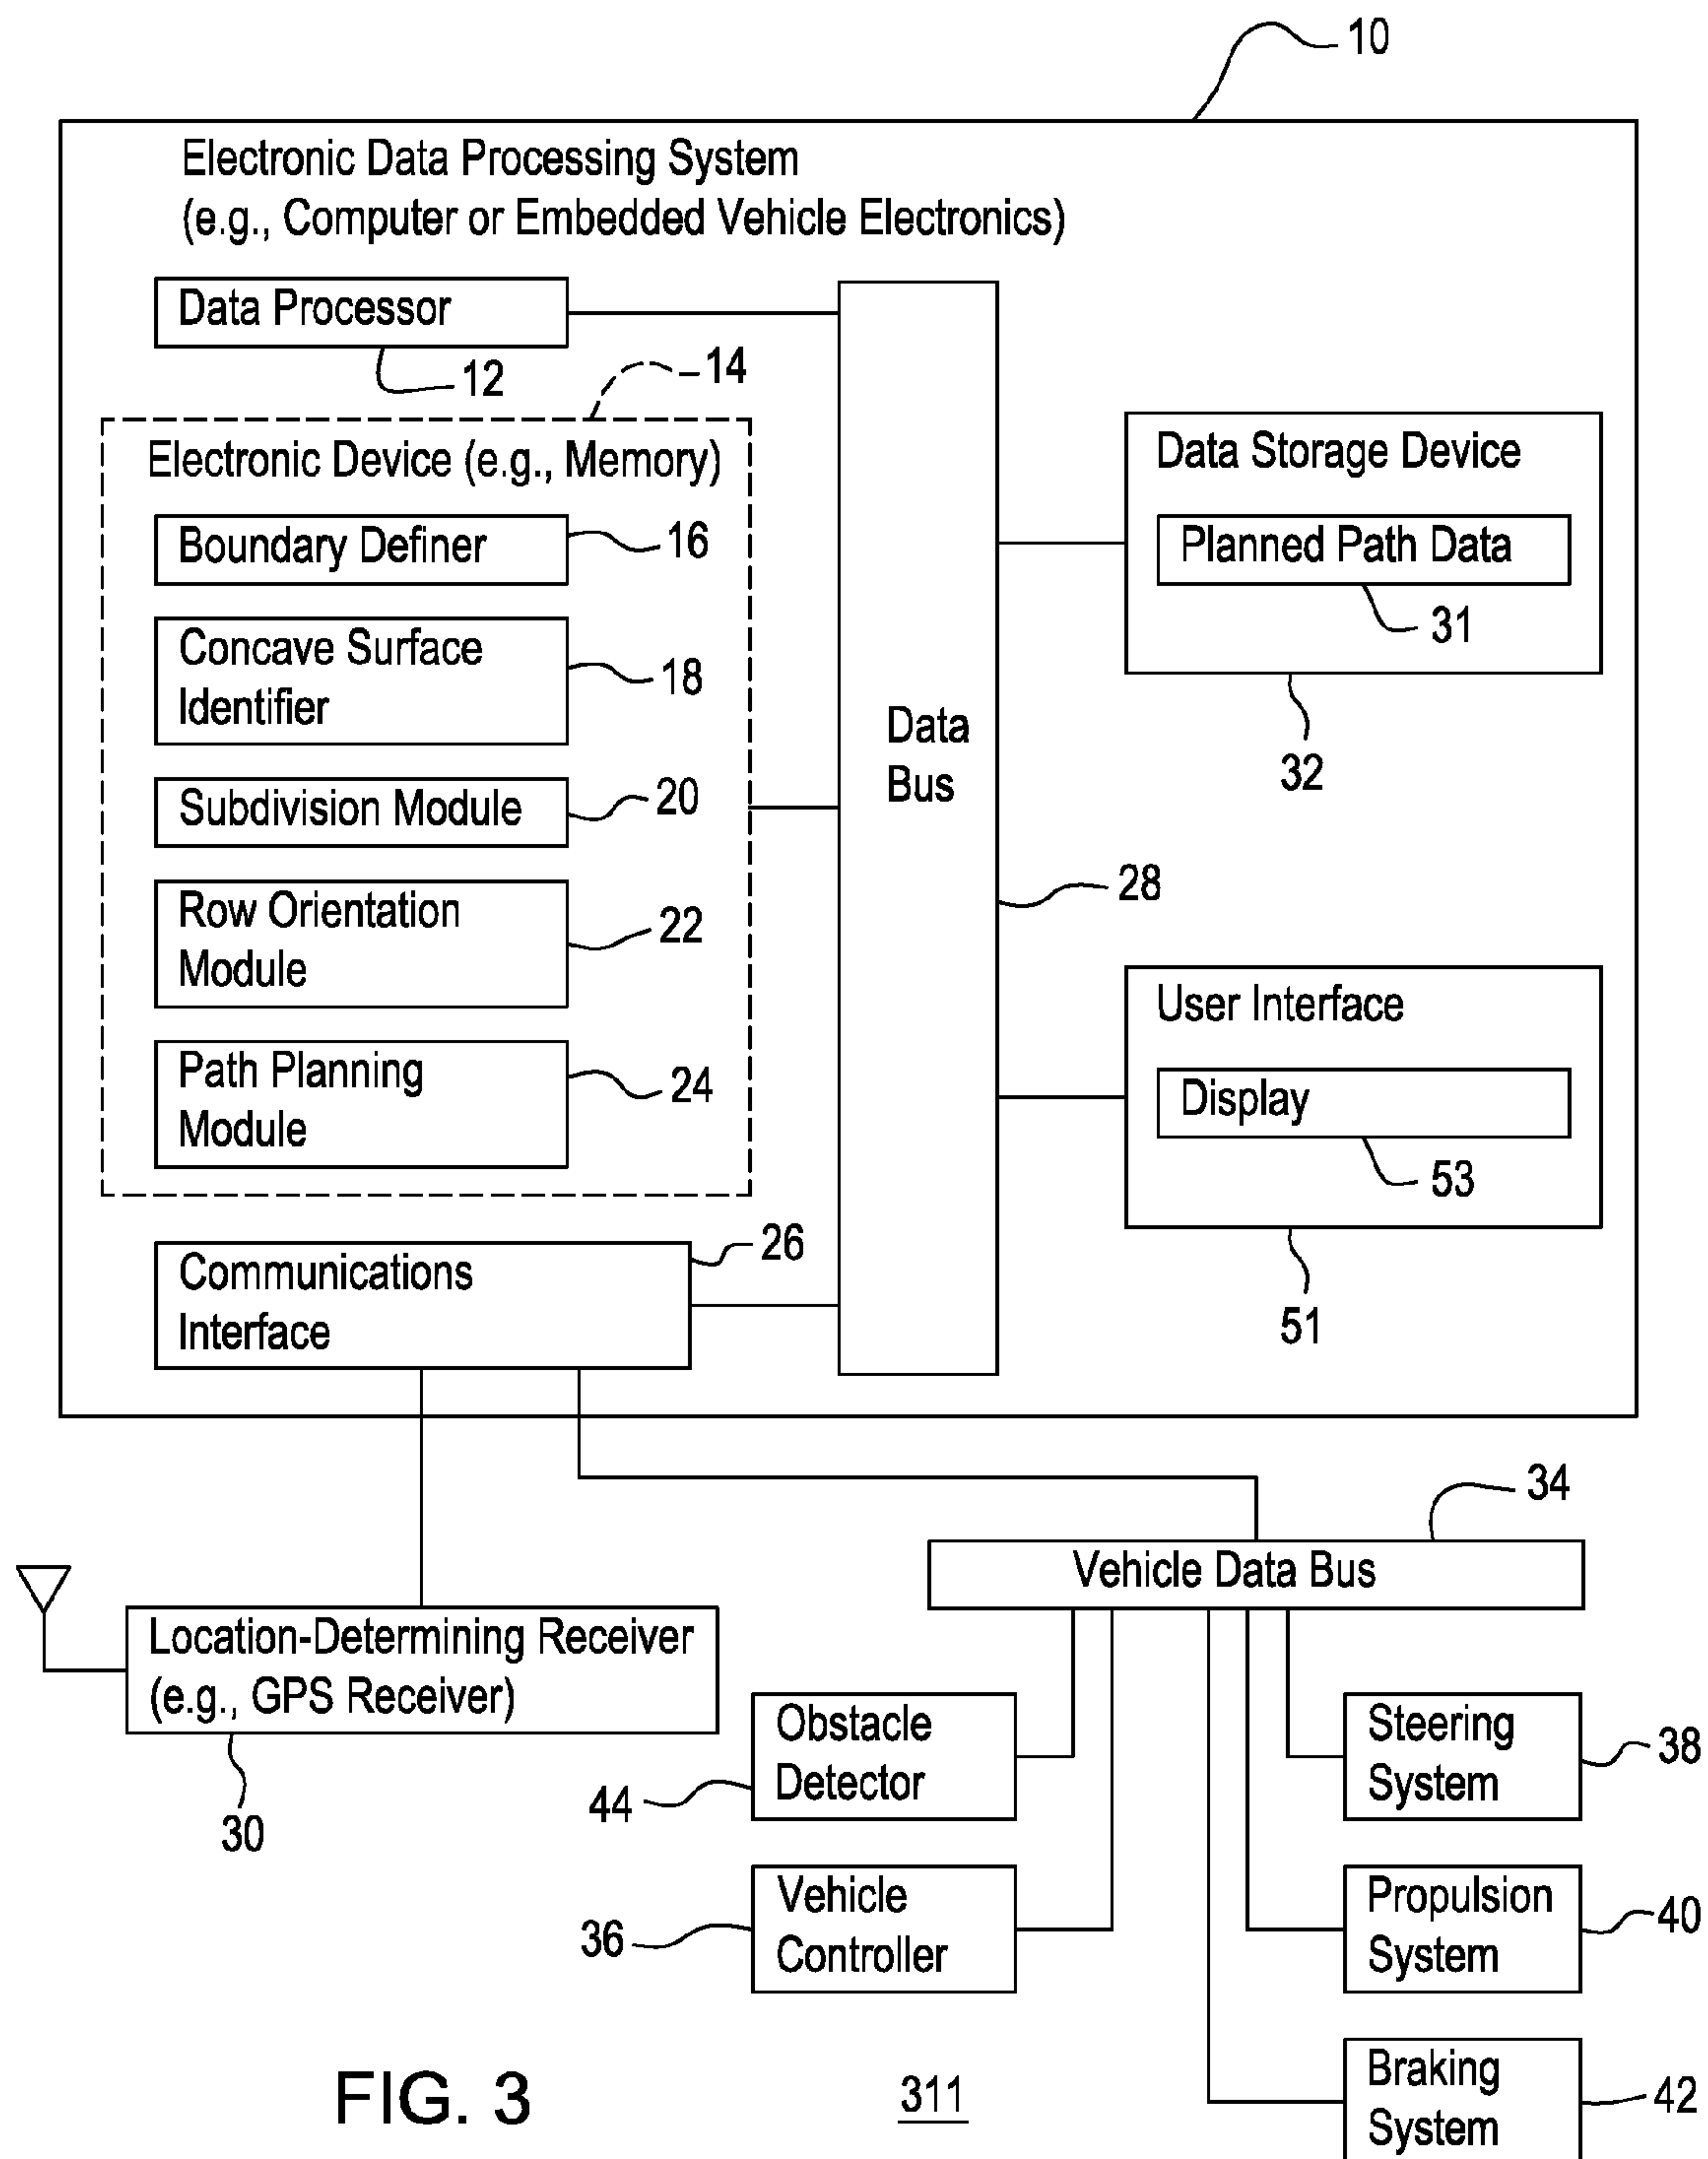 10
Electronic Data Processing System
(e.g., Computer or Embedded Vehicle Electronics)
Data Processor
12
14
Electronic Device (e.g., Memory)
Boundary Definer
16
Concave Surface
Identifier
18
Subdivision Module
20
Row Orientation
Module
22
Path Planning
Module
24
Communications
Interface
26
Data
Bus
28
Data Storage Device
Planned Path Data
31
32
User Interface
Display
53
51
34
Vehicle Data Bus
Location-Determining Receiver
(e.g., GPS Receiver)
30
Obstacle
Detector
44
Steering
System
38
Vehicle
Controller
36
Propulsion
System
40
Braking
System
42
FIG. 3
311